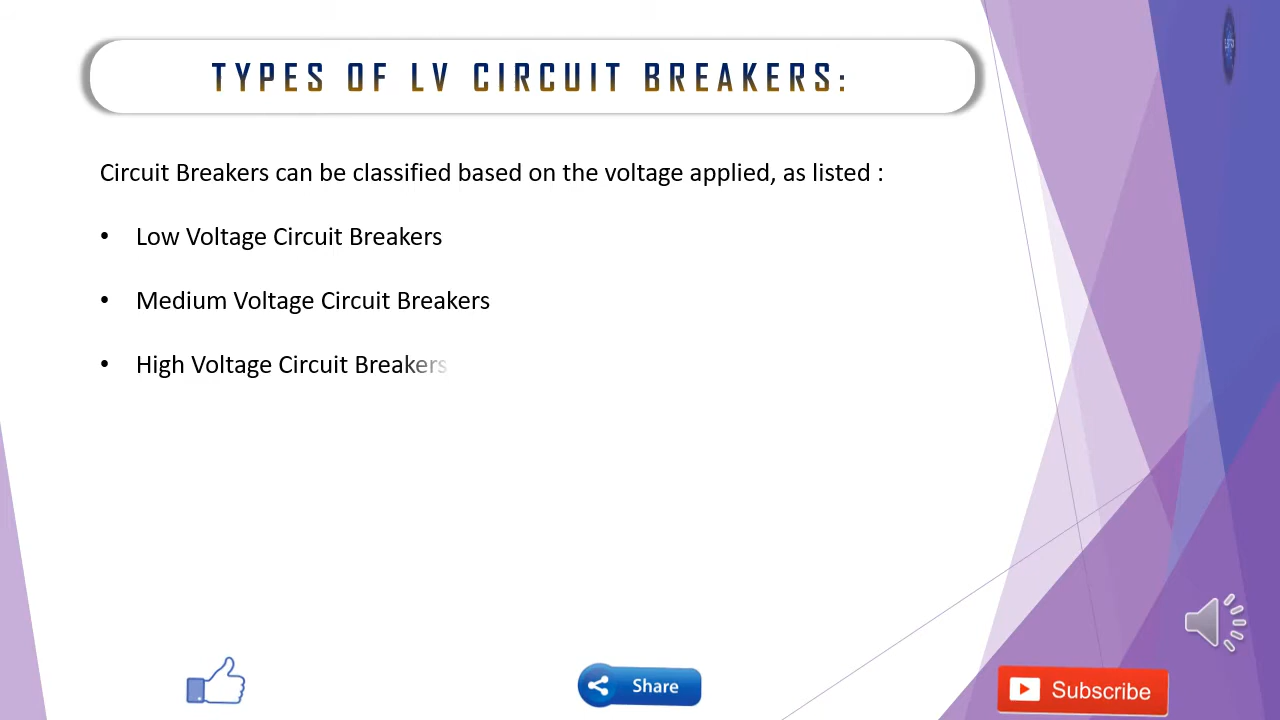 TYPES OF LV CIRCUIT BREAKERS:
Circuit Breakers can be classified based on the voltage applied, as listed :
• Low Voltage Circuit Breakers
• Medium Voltage Circuit Breakers
• High Voltage Circuit Breakers
Share
Subscribe